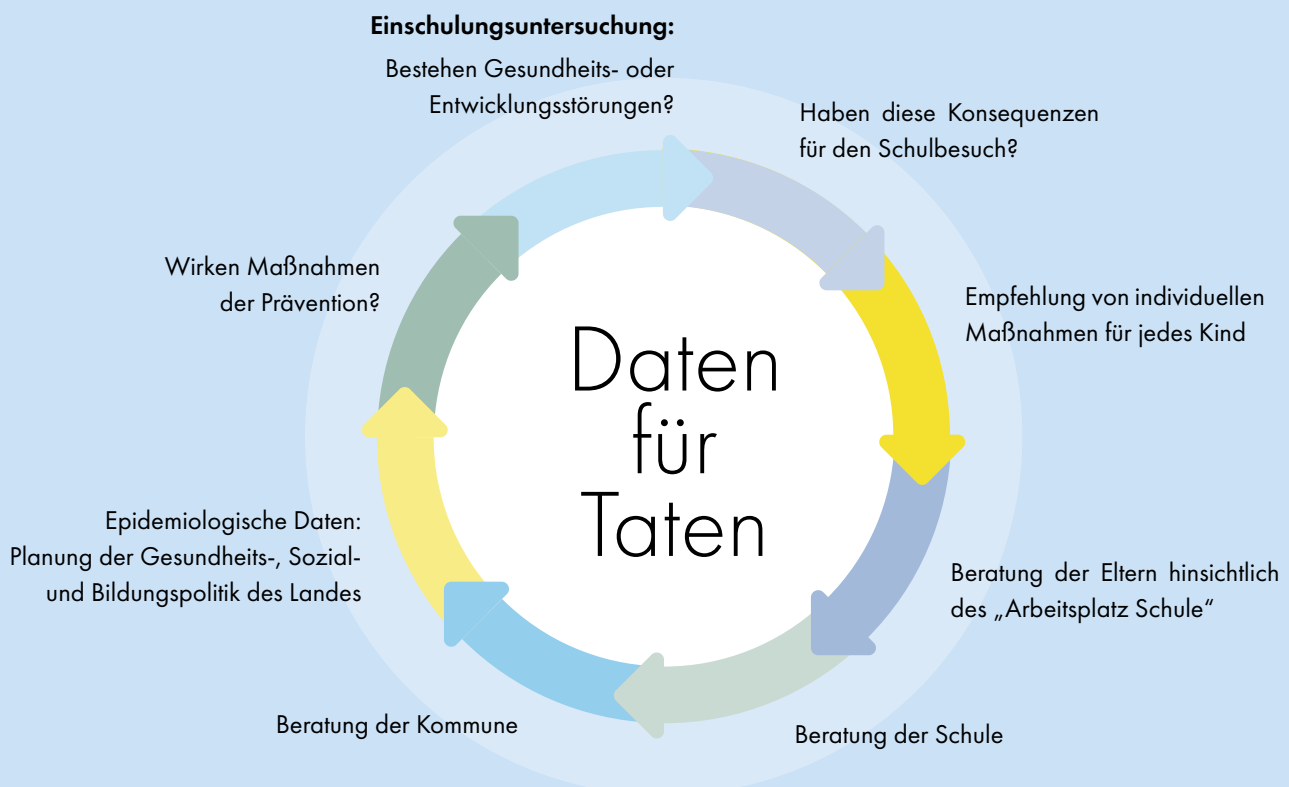 Einschulungsuntersuchung:
Bestehen Gesundheits- oder
Entwicklungsstörungen?
Haben diese Konsequenzen
für den Schulbesuch?
Empfehlung von individuellen
Maßnahmen für jedes Kind
Beratung der Eltern hinsichtlich
des „Arbeitsplatz Schule“
Beratung der Schule
Beratung der Kommune
Epidemiologische Daten:
Planung der Gesundheits-, Sozial-
und Bildungspolitik des Landes
Wirken Maßnahmen
der Prävention?
Daten
für
Taten